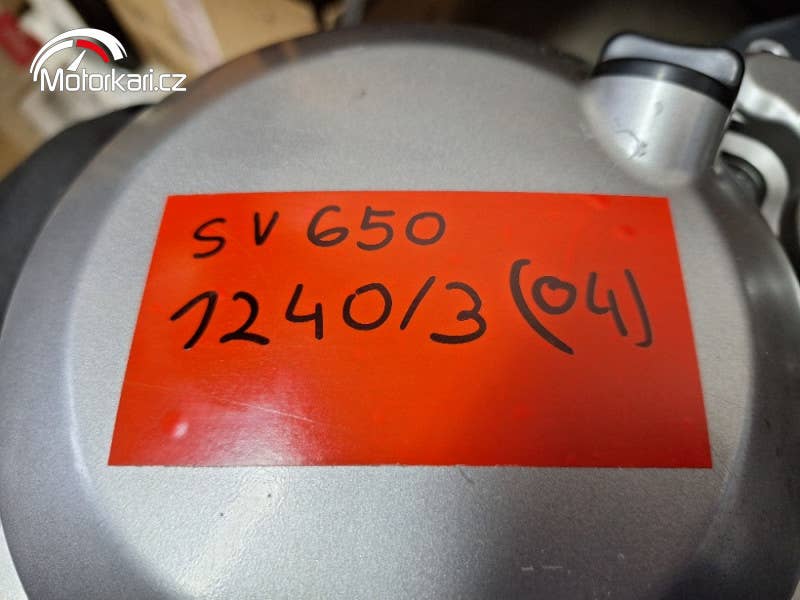 Motorkari.cz
SV 650
1240/3 (04)